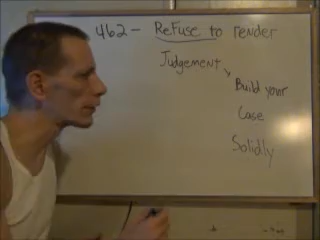 462 - Refuse to render
Judgement
Build your
Case
Solidly